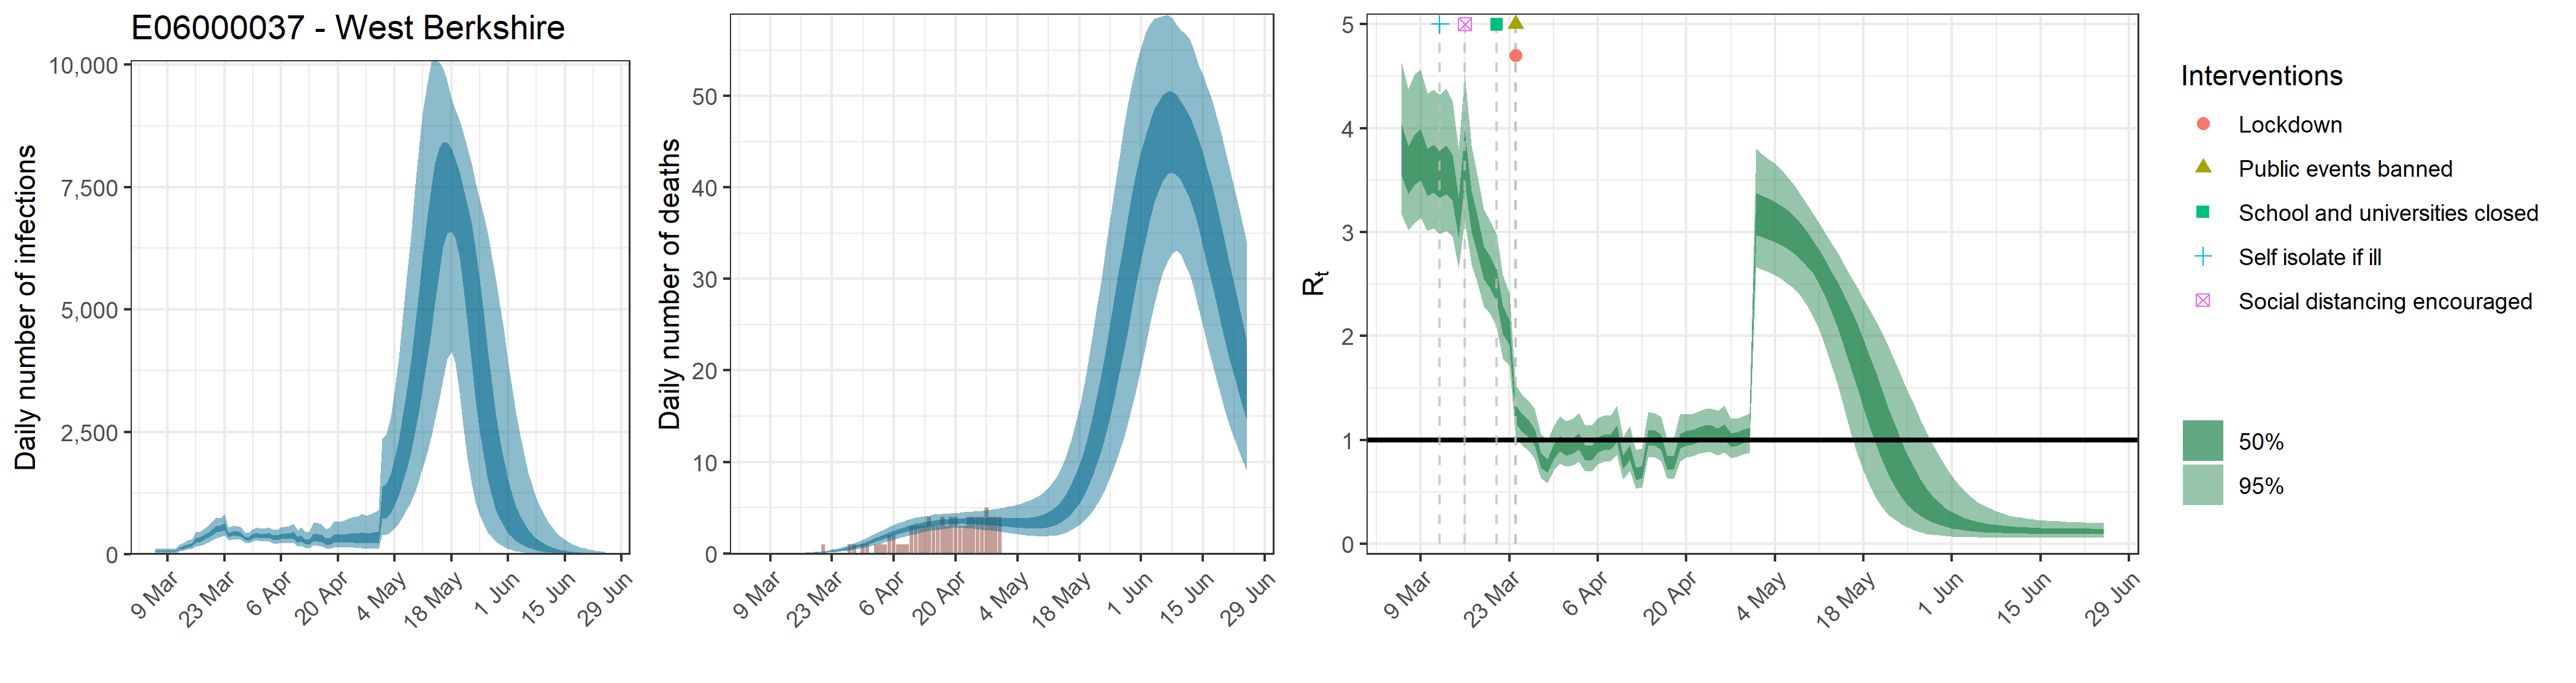 E06000037 - West Berkshire
Daily number of infections
10,000
7,500
5,000
2,500
0
9 Mar
23 Mar
6 Apr
20 Apr
4 May
18 May
1 Jun
15 Jun
29 Jun
Daily number of deaths
50
40
30
20
10
0
9 Mar
23 Mar
6 Apr
20 Apr
4 May
18 May
1 Jun
15 Jun
29 Jun
Rt
5
4
3
2
1
0
9 Mar
23 Mar
6 Apr
20 Apr
4 May
18 May
1 Jun
15 Jun
29 Jun
Interventions
Lockdown
Public events banned
School and universities closed
Self isolate if ill
Social distancing encouraged
50%
95%